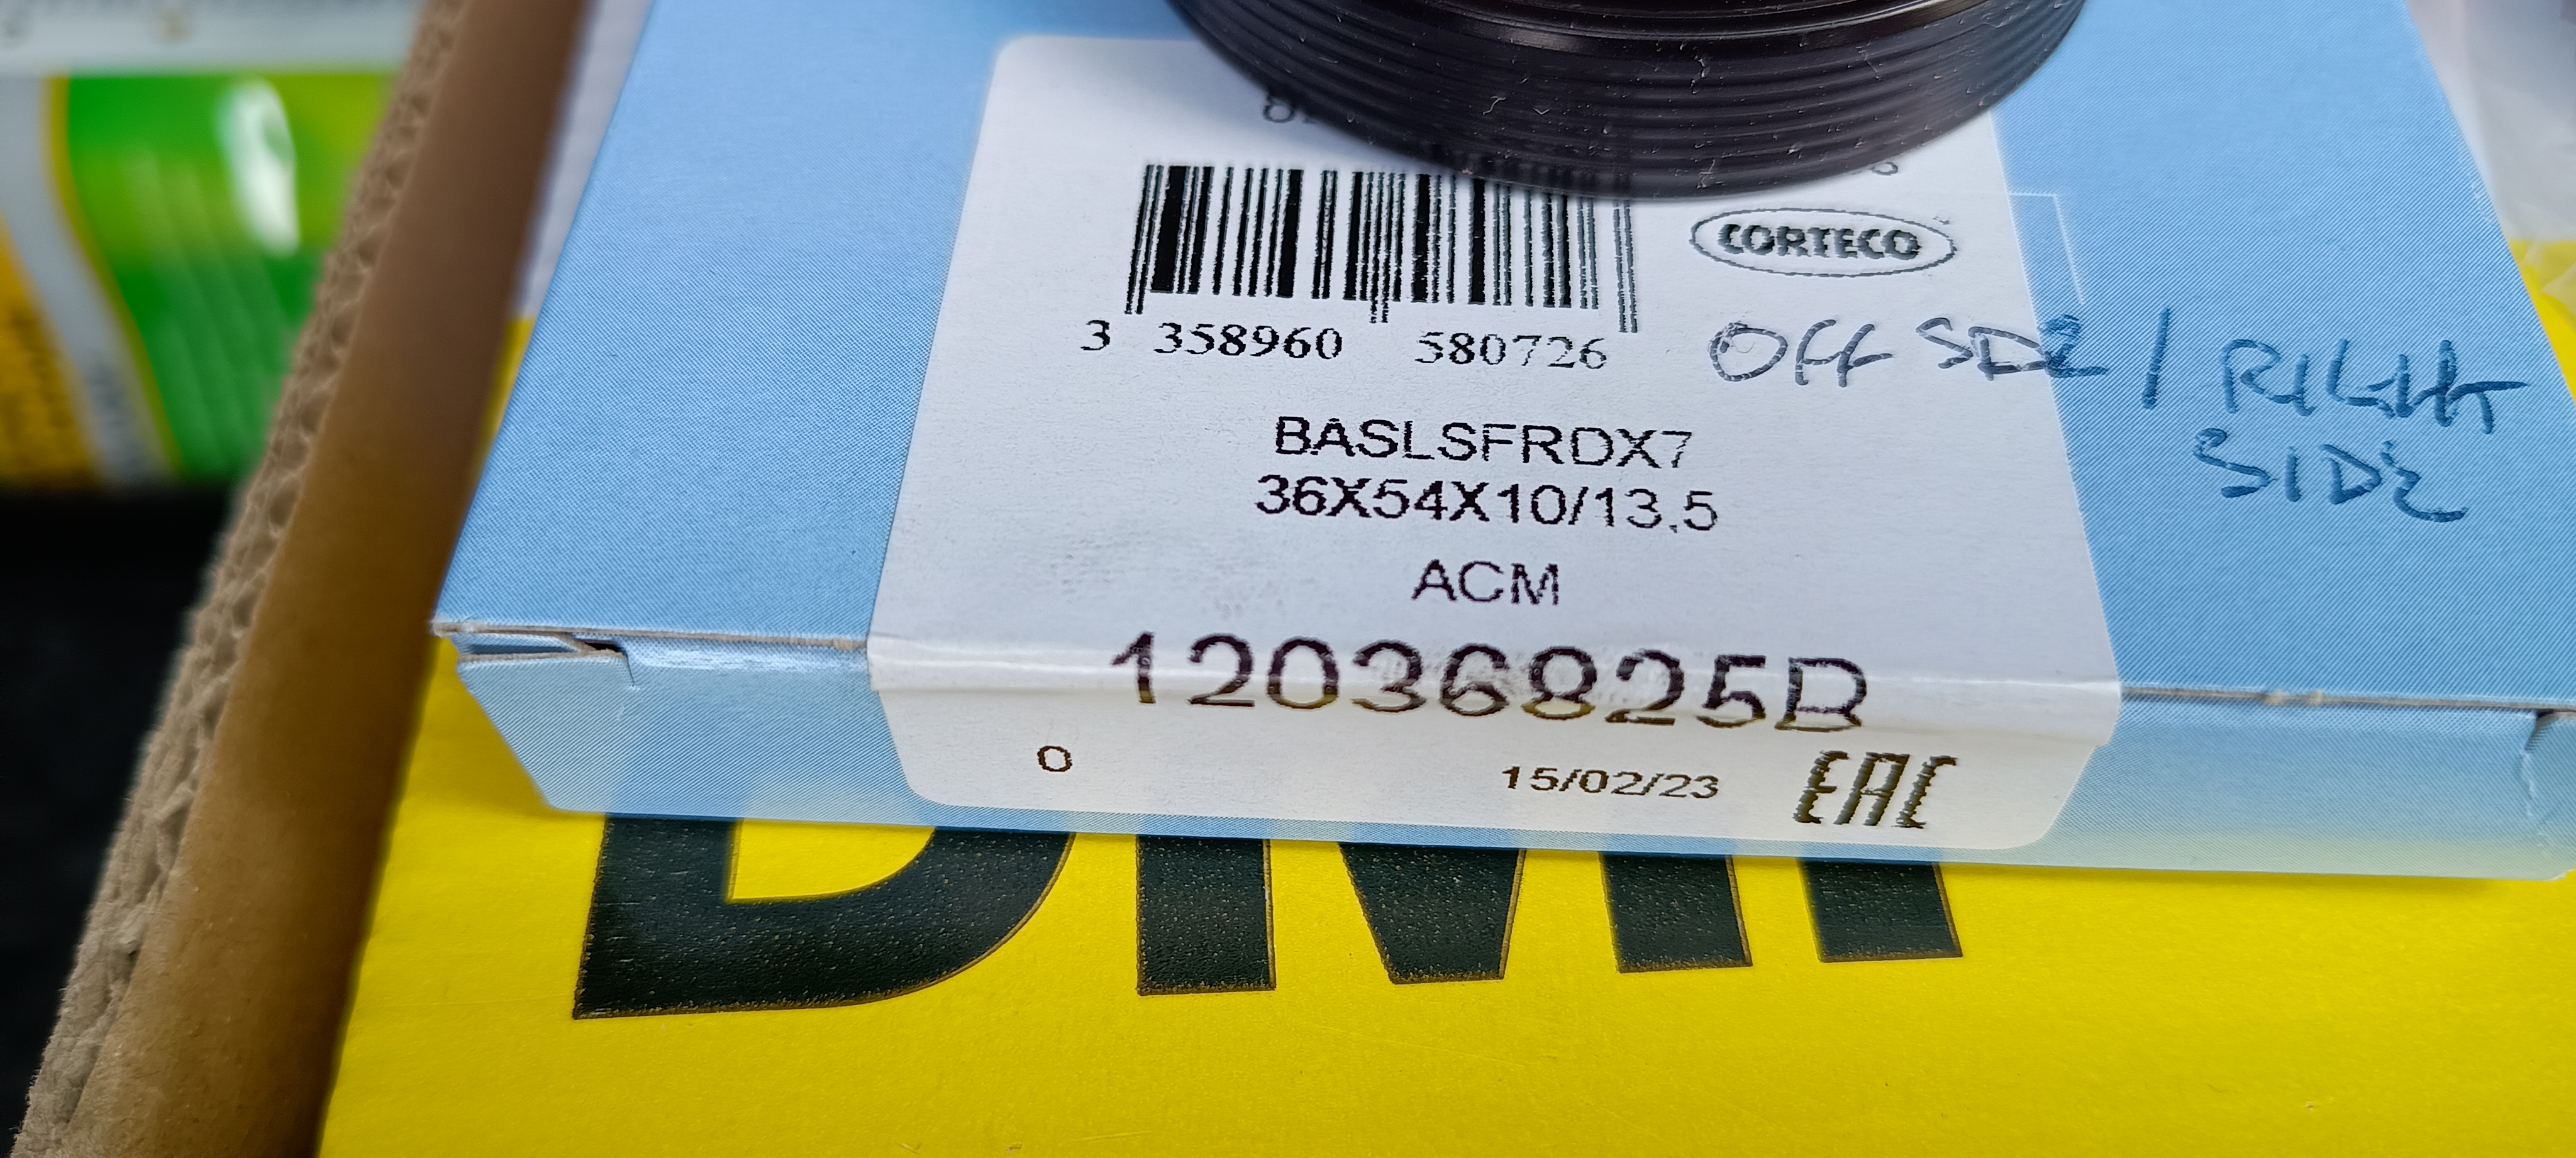 CORTECO
3 358960 580726
OFF SIDE / RIGHT
SIDE
BASLSFRDX7
36X54X10/13,5
ACM
12036825B
0
15/02/23
EAC